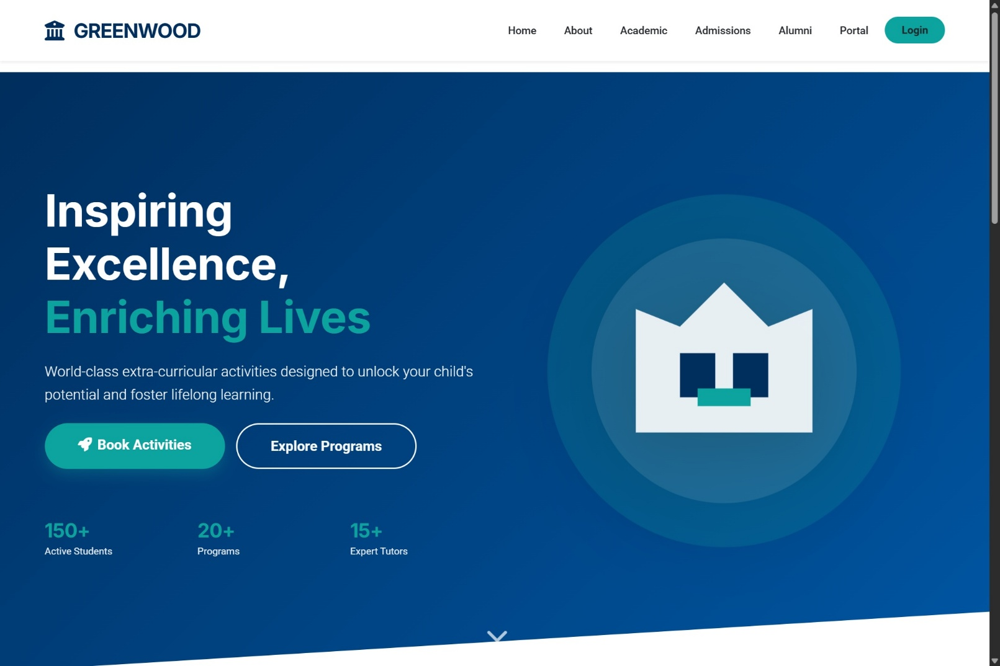 GREENWOOD
Home
About
Academic
Admissions
Alumni
Portal
Login
Inspiring
Excellence,
Enriching Lives
World-class extra-curricular activities designed to unlock your child's
potential and foster lifelong learning.
Book Activities
Explore Programs
150+
Active Students
20+
Programs
15+
Expert Tutors